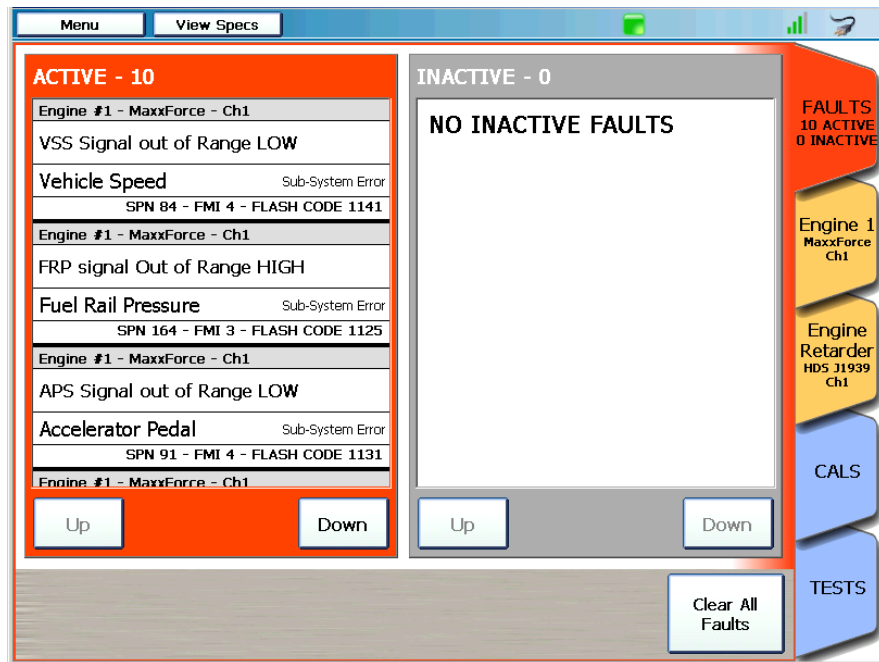 Menu
View Specs
ACTIVE - 10
Engine #1 - MaxxForce - Ch1
VSS Signal out of Range LOW
Vehicle Speed Sub-System Error
SPN 84 - FMI 4 - FLASH CODE 1141
Engine #1 - MaxxForce - Ch1
FRP signal Out of Range HIGH
Fuel Rail Pressure Sub-System Error
SPN 164 - FMI 3 - FLASH CODE 1125
Engine #1 - MaxxForce - Ch1
APS Signal out of Range LOW
Accelerator Pedal Sub-System Error
SPN 91 - FMI 4 - FLASH CODE 1131
Engine #1 - MaxxForce - Ch1
Up
Down
INACTIVE - 0
NO INACTIVE FAULTS
Up
Down
FAULTS
10 ACTIVE
0 INACTIVE
Engine 1
MaxxForce
Ch1
Engine
Retarder
HDS J1939
Ch1
CALS
TESTS
Clear All
Faults